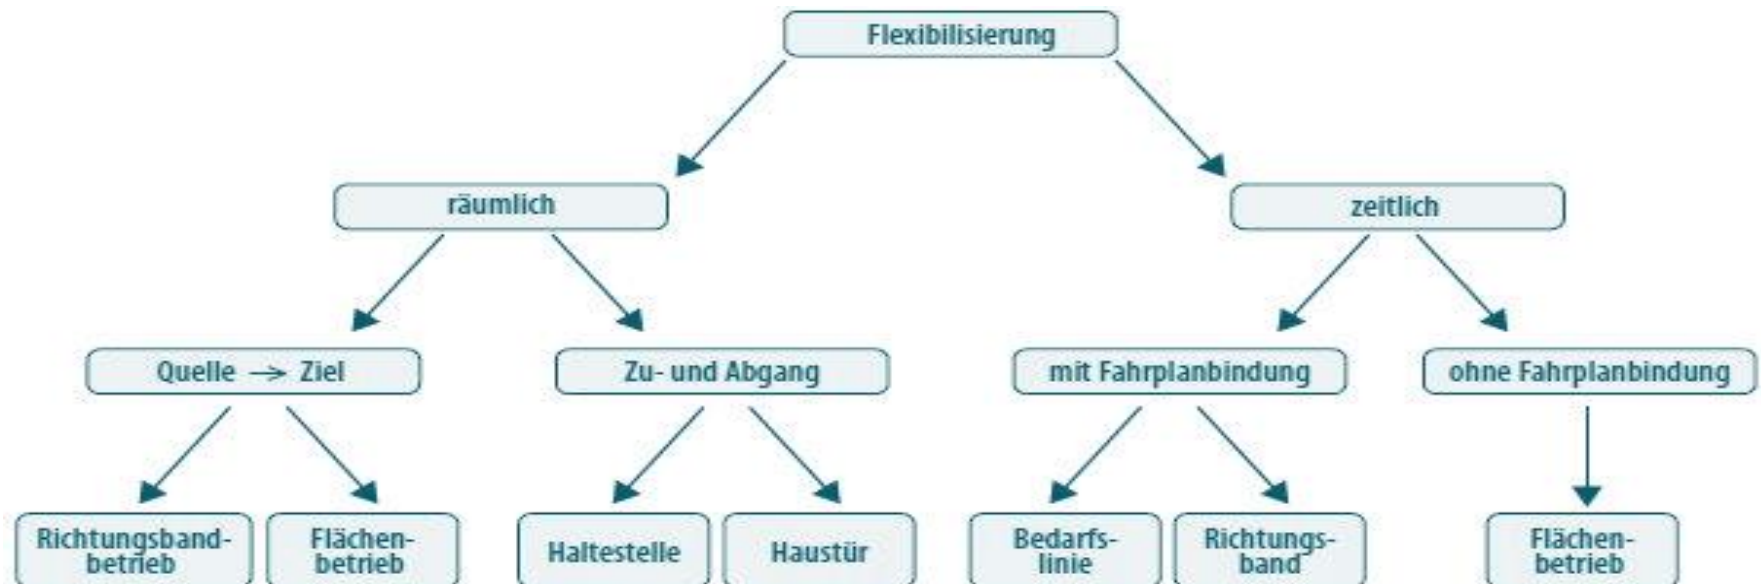 Flexibilisierung
räumlich
zeitlich
Quelle → Ziel
Zu- und Abgang
mit Fahrplanbindung
ohne Fahrplanbindung
Richtungsband-
betrieb
Flächen-
betrieb
Haltestelle
Haustür
Bedarfs-
linie
Richtungs-
band
Flächen-
betrieb